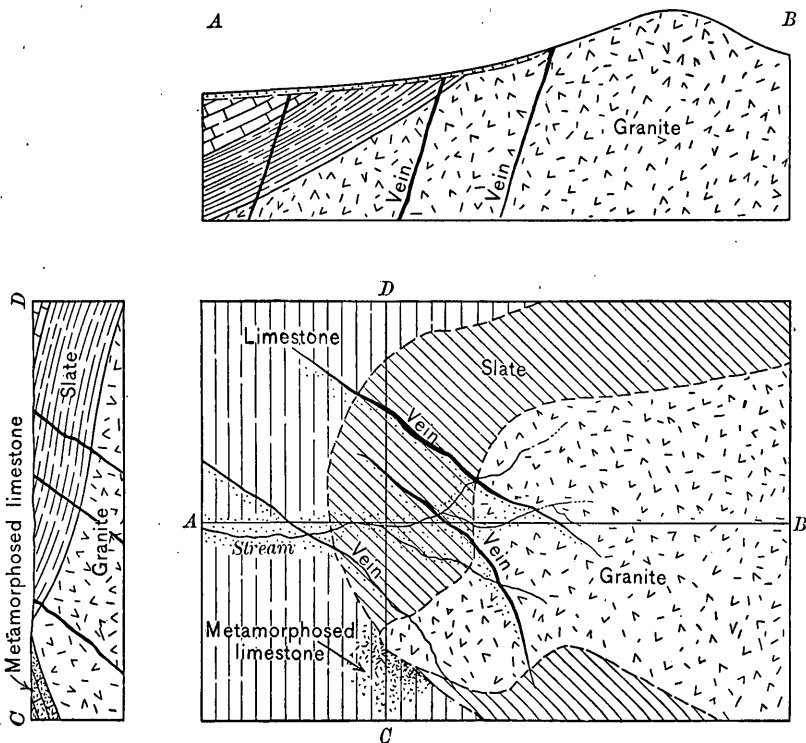 A
B
Granite
Vein
Vein
D
Limestone
Slate
Vein
A
B
Stream
Vein
Vein
Granite
Metamorphosed
limestone
C
D
Slate
Granite
Metamorphosed limestone
C